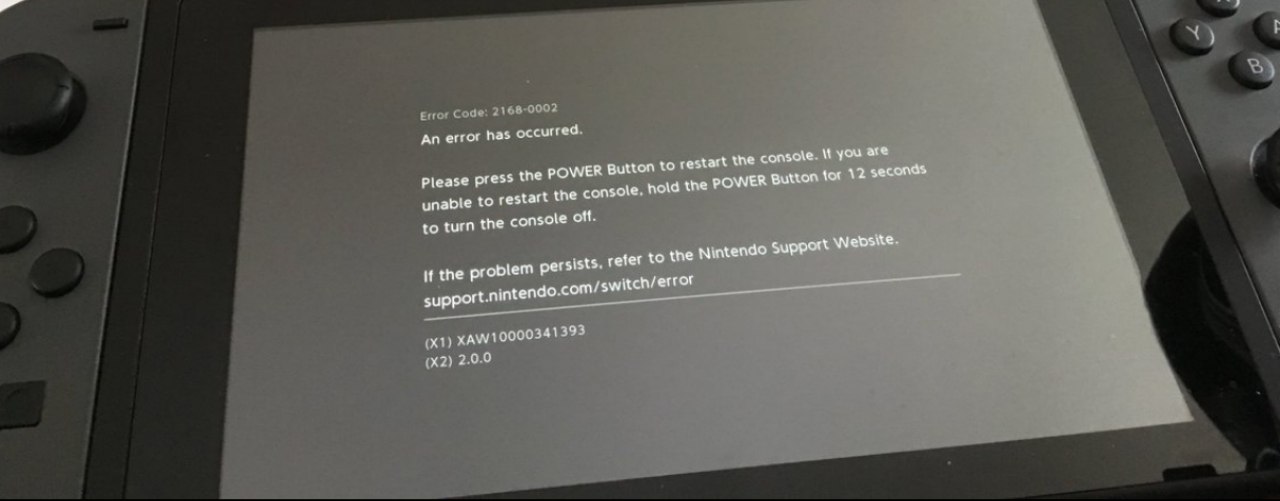 Error Code: 2168-0002
An error has occurred.
Please press the POWER Button to restart the console. If you are
unable to restart the console, hold the POWER Button for 12 seconds
to turn the console off.
If the problem persists, refer to the Nintendo Support Website.
support.nintendo.com/switch/error
(X1) XAW10000341393
(X2) 2.0.0
Y
B